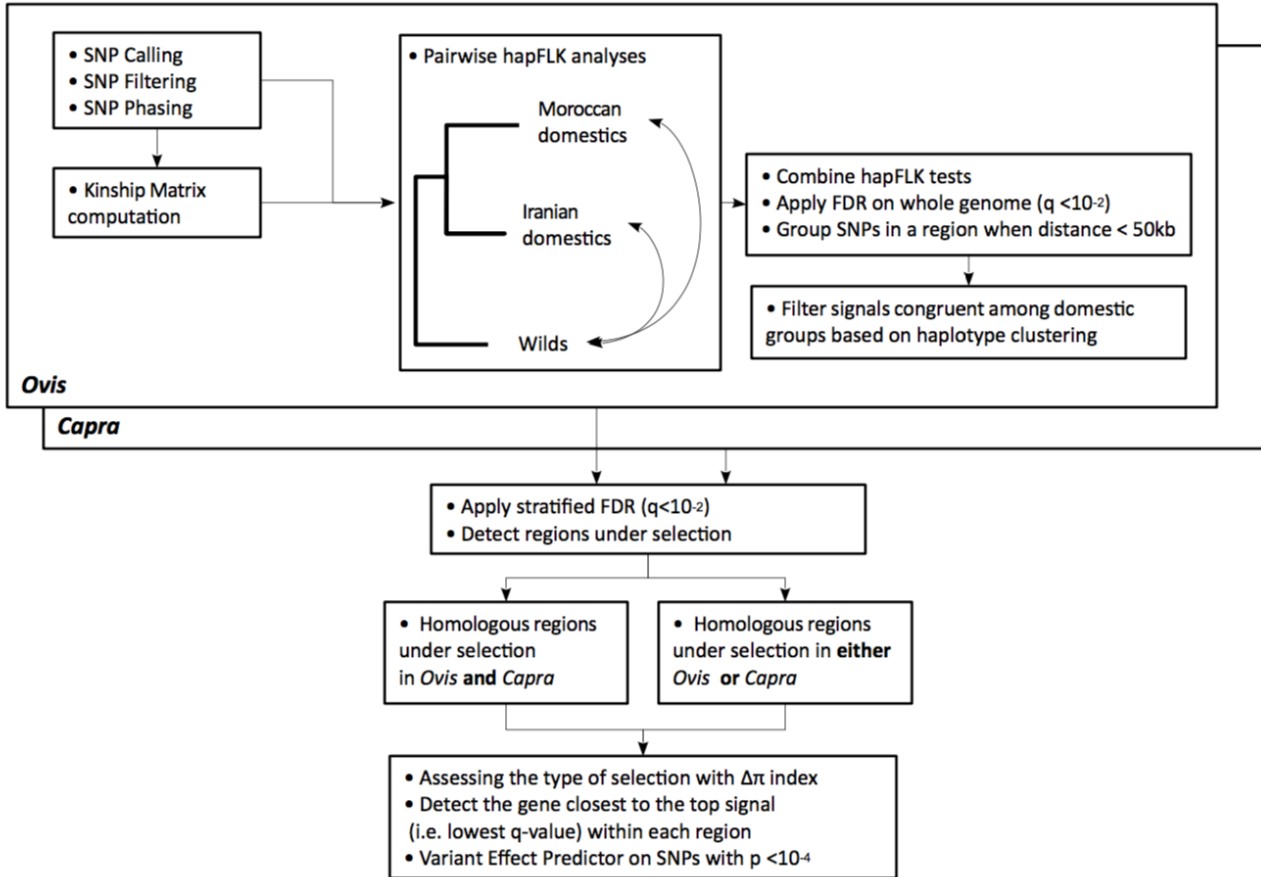 • SNP Calling
• SNP Filtering
• SNP Phasing
• Kinship Matrix
computation
• Pairwise hapFLK analyses
Moroccan
domestics
Iranian
domestics
Wilds
• Combine hapFLK tests
• Apply FDR on whole genome (q <10-2)
• Group SNPs in a region when distance < 50kb
• Filter signals congruent among domestic
groups based on haplotype clustering
Ovis
Capra
• Apply stratified FDR (q<10-2)
• Detect regions under selection
• Homologous regions
under selection
in Ovis and Capra
• Homologous regions
under selection in either
Ovis or Capra
• Assessing the type of selection with Δπ index
• Detect the gene closest to the top signal
(i.e. lowest q-value) within each region
• Variant Effect Predictor on SNPs with p <10-4